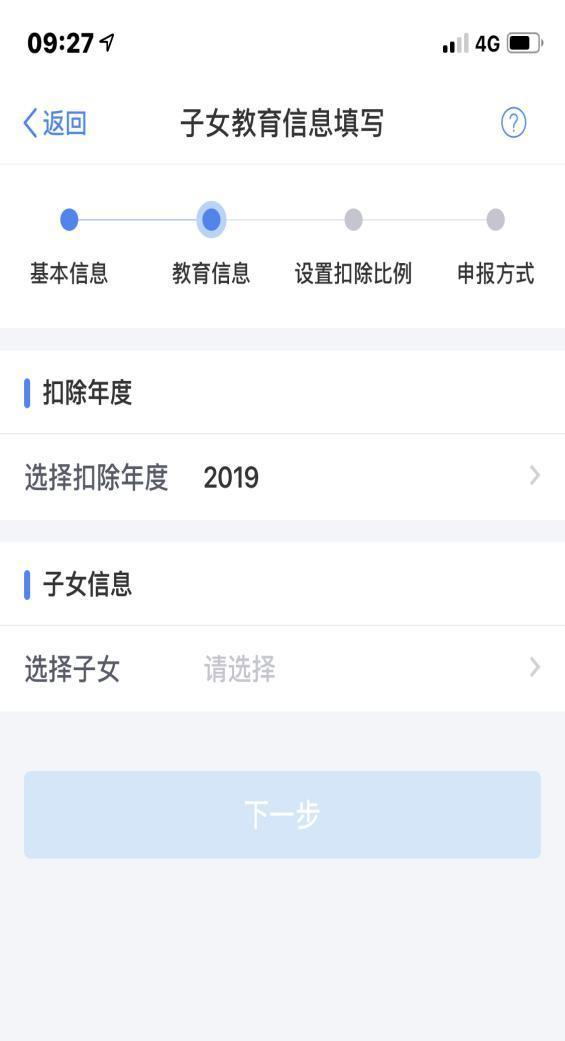 09:27 4G
返回 子女教育信息填写 ?
基本信息 教育信息 设置扣除比例 申报方式
扣除年度
选择扣除年度 2019
子女信息
选择子女 请选择
下一步